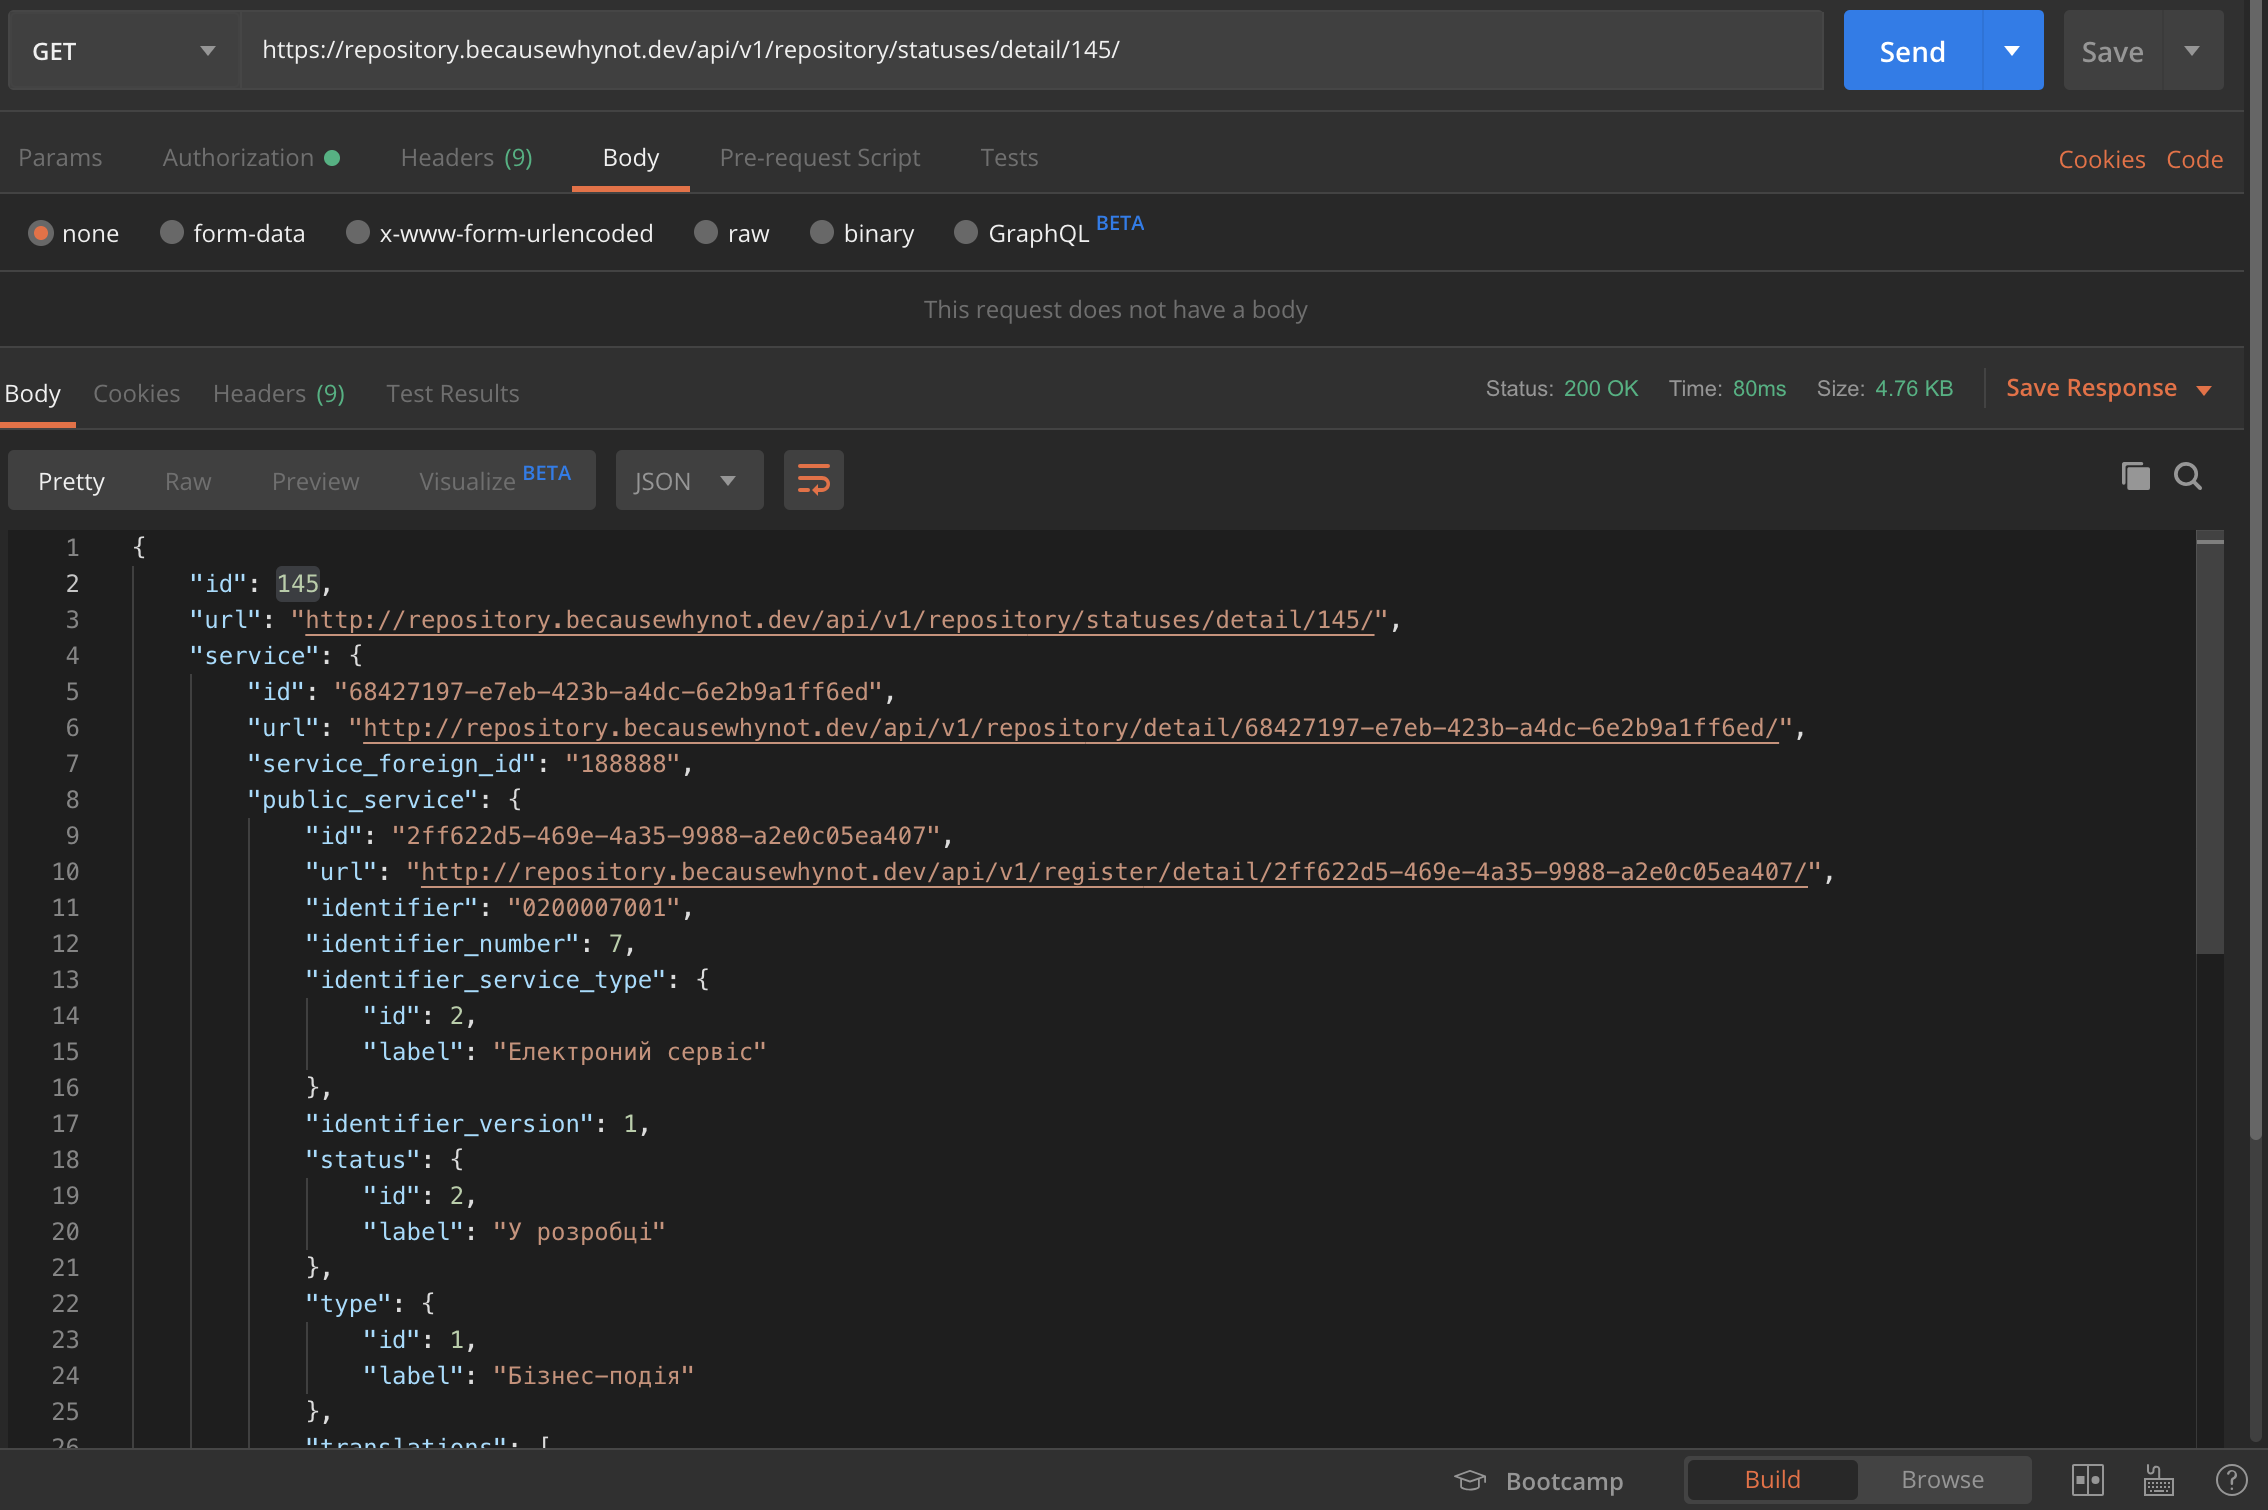 GET https://repository.becausewhynot.dev/api/v1/repository/statuses/detail/145/ Send Save
Params Authorization Headers (9) Body Pre-request Script Tests Cookies Code
none form-data x-www-form-urlencoded raw binary GraphQL BETA
This request does not have a body
Body Cookies Headers (9) Test Results Status: 200 OK Time: 80ms Size: 4.76 KB Save Response
Pretty Raw Preview Visualize BETA JSON
1 {
2 "id": 145,
3 "url": "http://repository.becausewhynot.dev/api/v1/repository/statuses/detail/145/",
4 "service": {
5 "id": "68427197-e7eb-423b-a4dc-6e2b9a1ff6ed",
6 "url": "http://repository.becausewhynot.dev/api/v1/repository/detail/68427197-e7eb-423b-a4dc-6e2b9a1ff6ed/",
7 "service_foreign_id": "188888",
8 "public_service": {
9 "id": "2ff622d5-469e-4a35-9988-a2e0c05ea407",
10 "url": "http://repository.becausewhynot.dev/api/v1/register/detail/2ff622d5-469e-4a35-9988-a2e0c05ea407/",
11 "identifier": "0200007001",
12 "identifier_number": 7,
13 "identifier_service_type": {
14 "id": 2,
15 "label": "Електроний сервіс"
16 },
17 "identifier_version": 1,
18 "status": {
19 "id": 2,
20 "label": "У розробці"
21 },
22 "type": {
23 "id": 1,
24 "label": "Бізнес-подія"
25 },
26 "translations": [
Bootcamp Build Browse